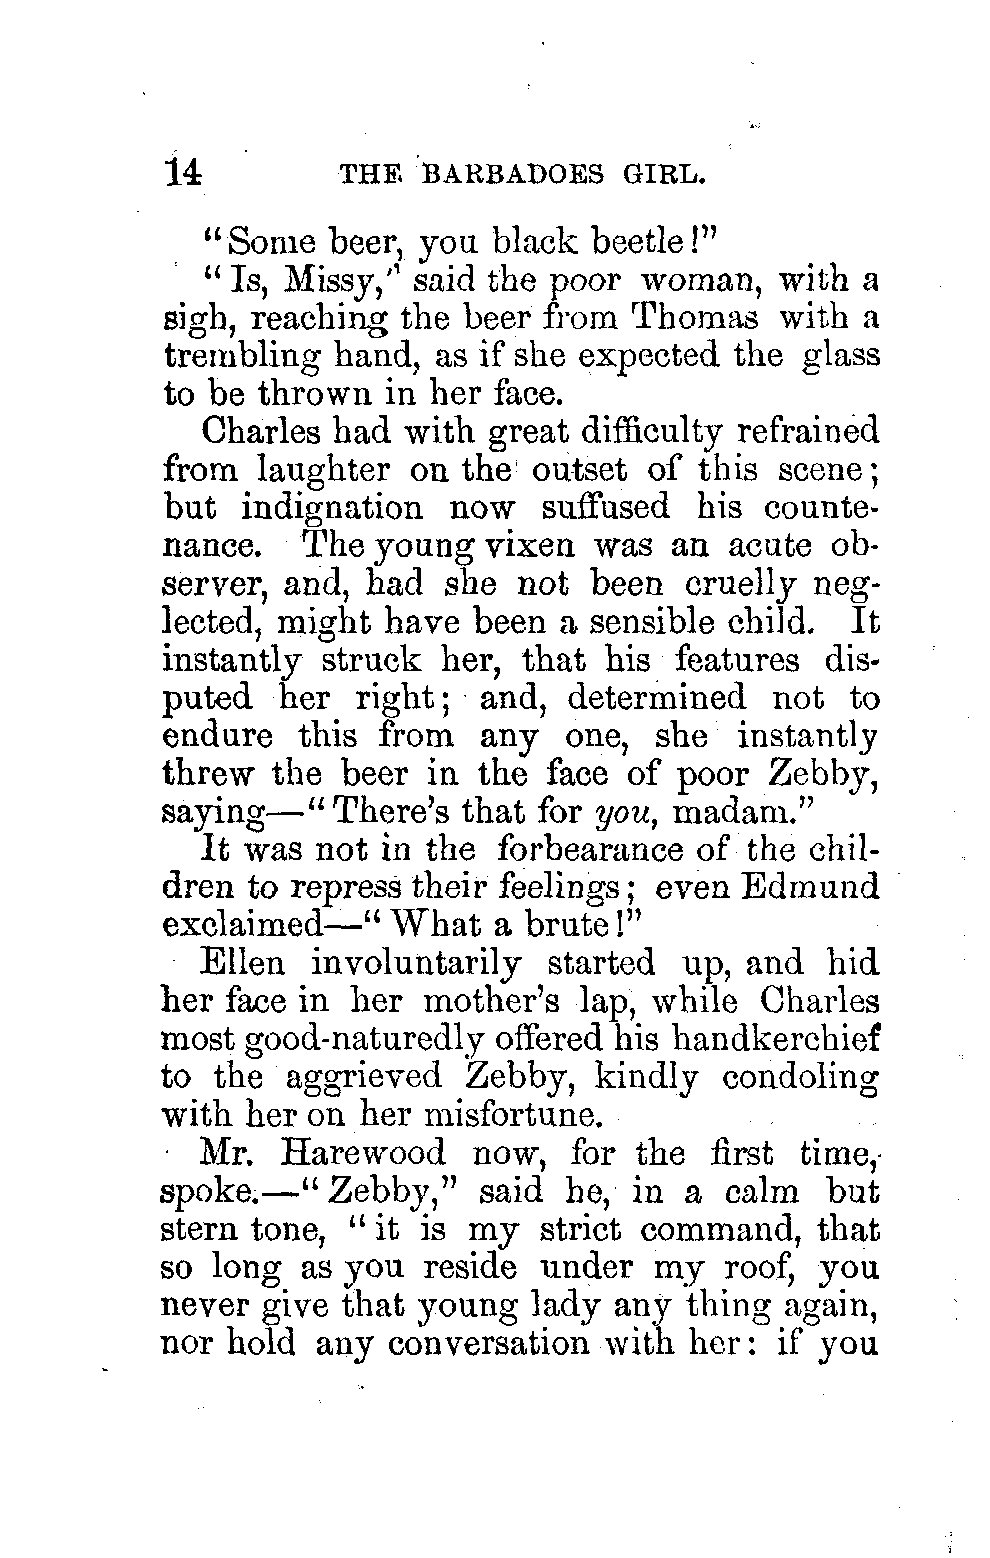 14 THE BARBADOES GIRL.
"Some beer, you black beetle!"
"Is, Missy," said the poor woman, with a
sigh, reaching the beer from Thomas with a
trembling hand, as if she expected the glass
to be thrown in her face.
Charles had with great difficulty refrained
from laughter on the outset of this scene;
but indignation now suffused his counte-
nance. The young vixen was an acute ob-
server, and, had she not been cruelly neg-
lected, might have been a sensible child. It
instantly struck her, that his features dis-
puted her right; and, determined not to
endure this from any one, she instantly
threw the beer in the face of poor Zebby,
saying—"There's that for you, madam."
It was not in the forbearance of the chil-
dren to repress their feelings; even Edmund
exclaimed—"What a brute!"
Ellen involuntarily started up, and hid
her face in her mother's lap, while Charles
most good-naturedly offered his handkerchief
to the aggrieved Zebby, kindly condoling
with her on her misfortune.
Mr. Harewood now, for the first time,
spoke.—"Zebby," said he, in a calm but
stern tone, "it is my strict command, that
so long as you reside under my roof, you
never give that young lady any thing again,
nor hold any conversation with her: if you